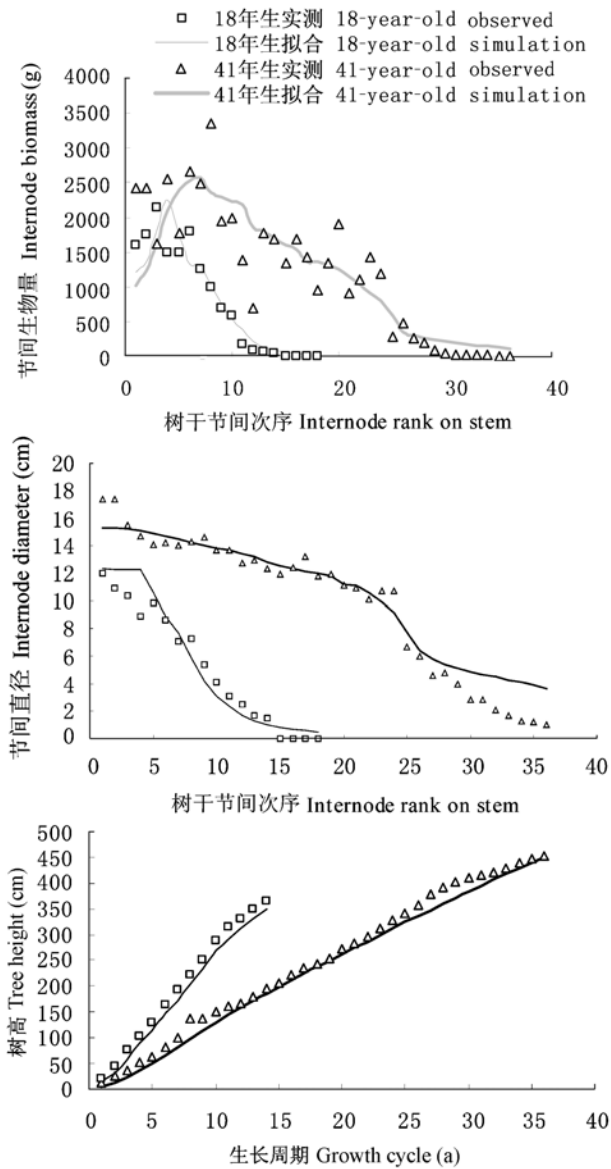 18年生实测 18-year-old observed
18年生拟合 18-year-old simulation
41年生实测 41-year-old observed
41年生拟合 41-year-old simulation
节间生物量 Internode biomass (g)
4000
3500
3000
2500
2000
1500
1000
500
0
0 10 20 30 40
树干节间次序 Internode rank on stem
节间直径 Internode diameter (cm)
20
18
16
14
12
10
8
6
4
2
0
0 5 10 15 20 25 30 35 40
树干节间次序 Internode rank on stem
树高 Tree height (cm)
500
450
400
350
300
250
200
150
100
50
0
0 5 10 15 20 25 30 35 40
生长周期 Growth cycle (a)